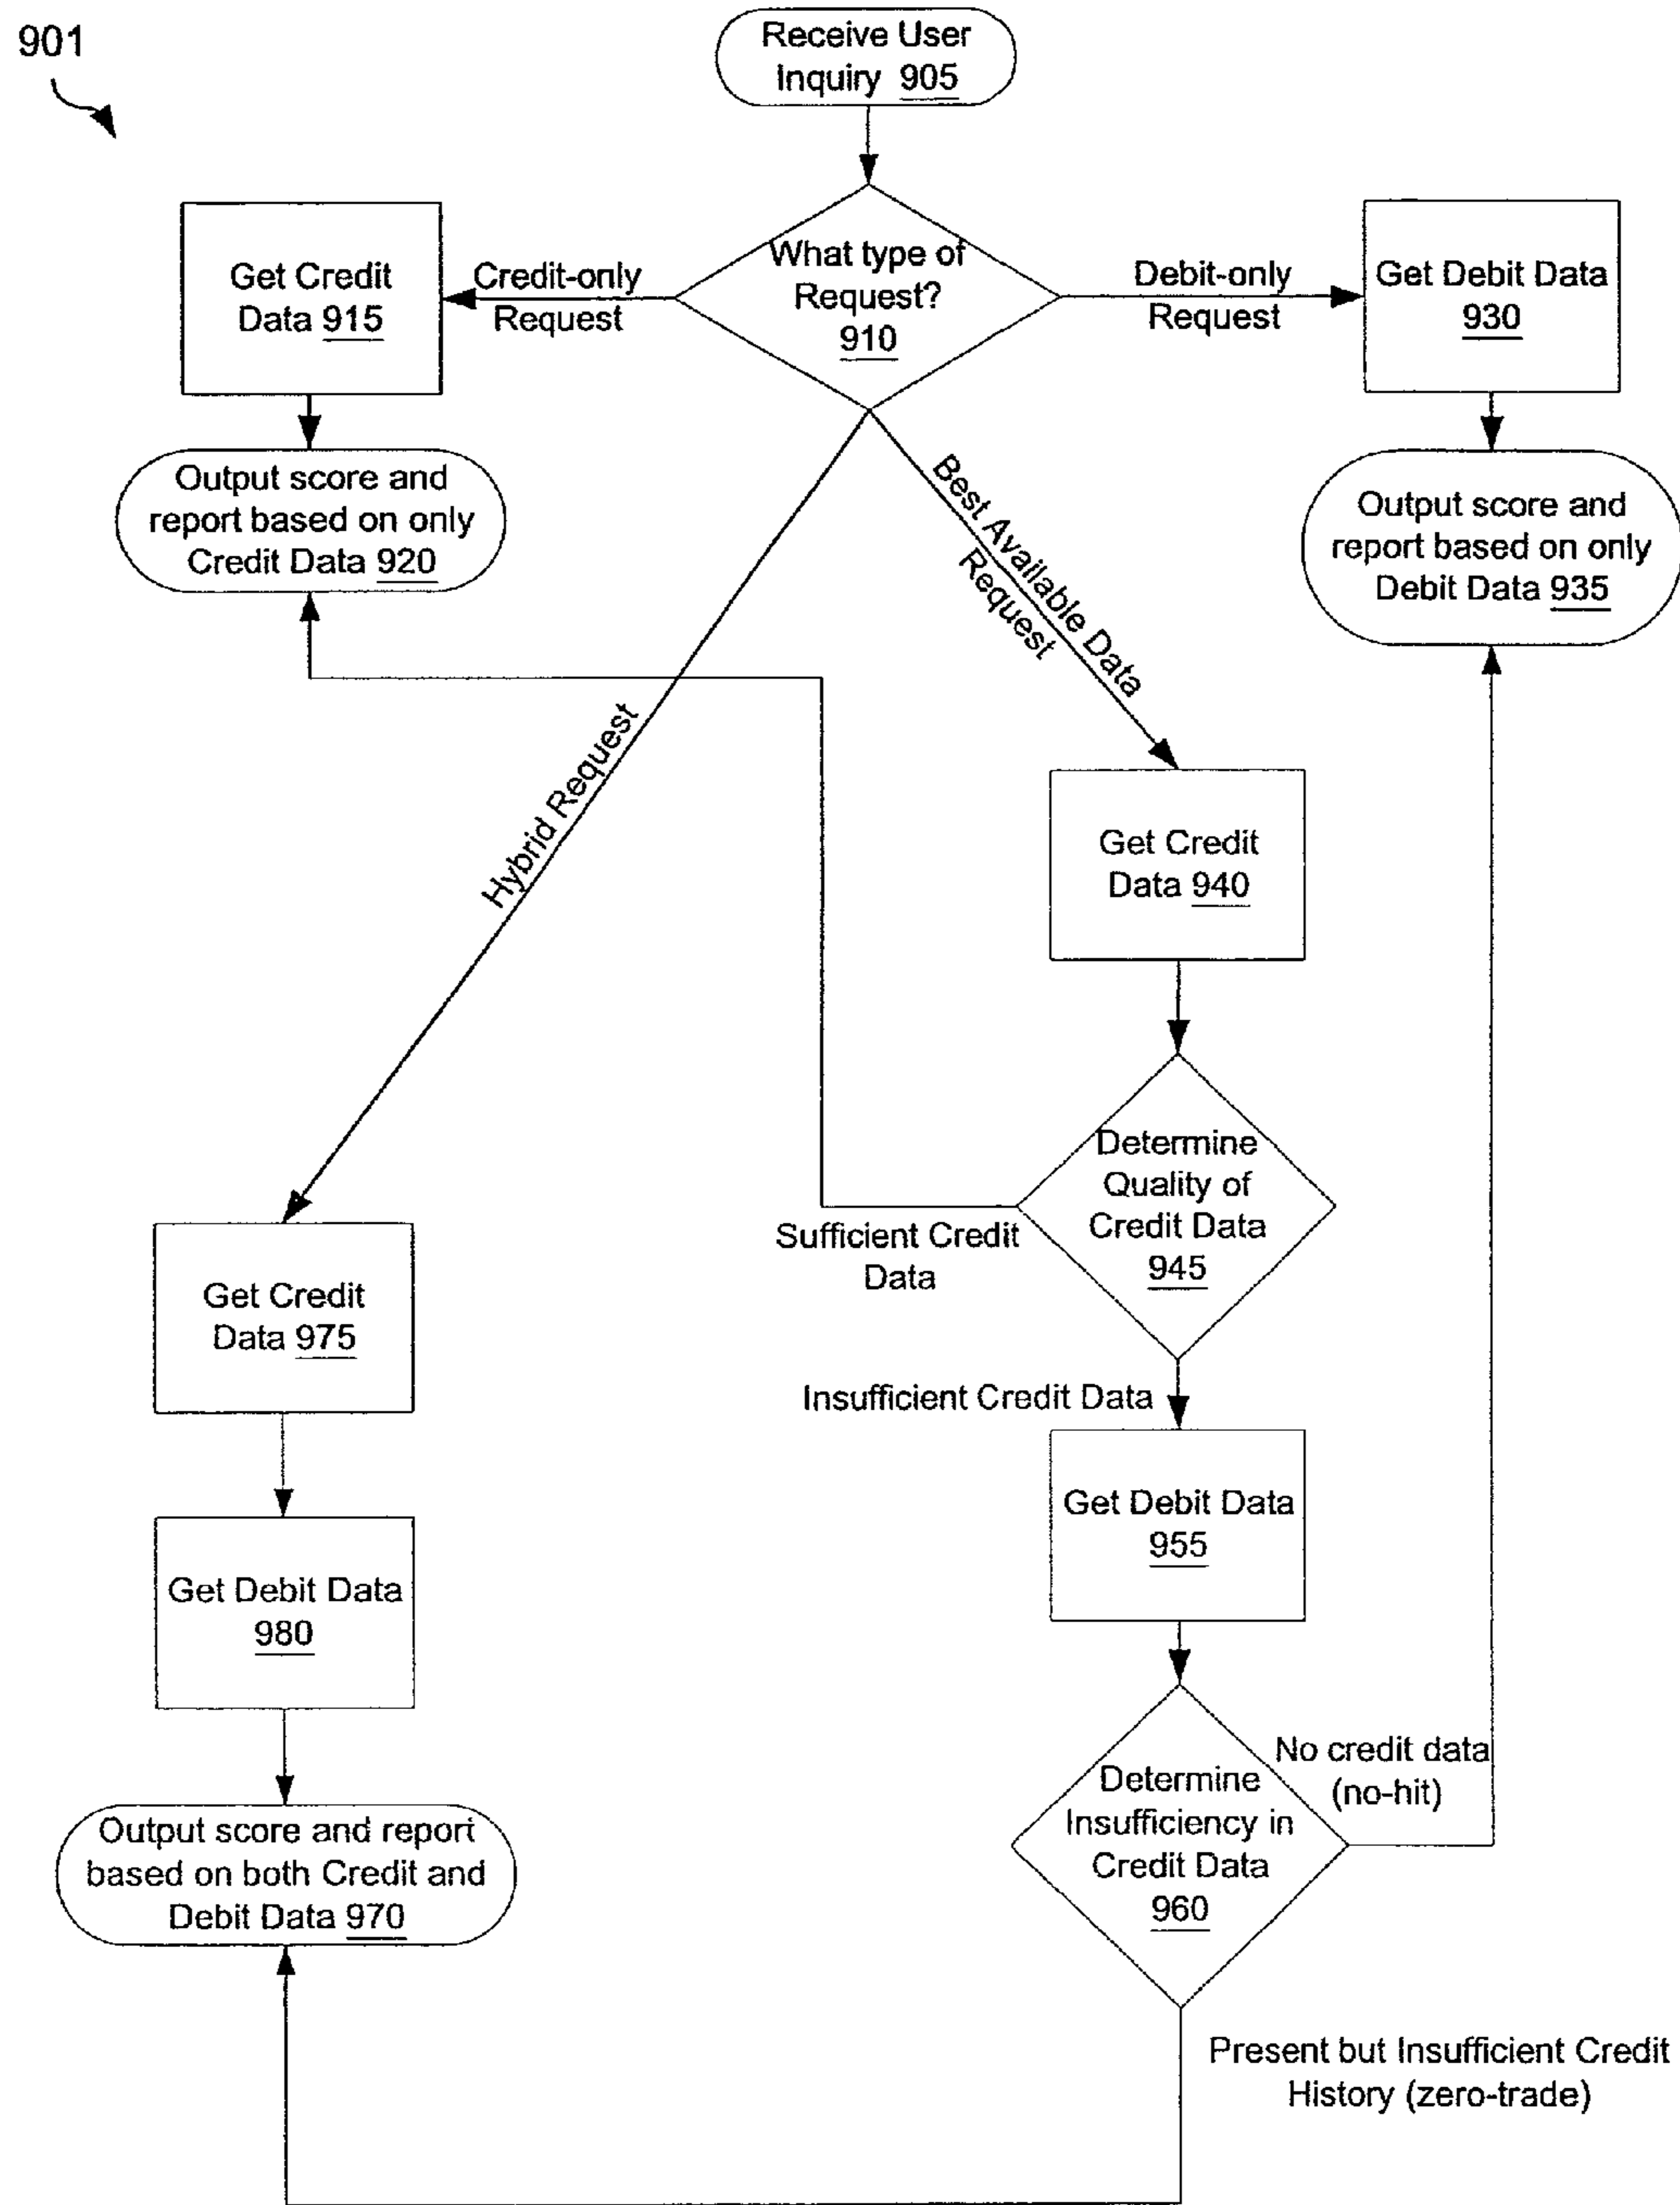 901
Receive User
Inquiry 905
What type of
Request?
910
Credit-only
Request
Debit-only
Request
Get Credit
Data 915
Get Debit Data
930
Output score and
report based on only
Credit Data 920
Output score and
report based on only
Debit Data 935
Best Available Data
Request
Hybrid Request
Get Credit
Data 940
Determine
Quality of
Credit Data
945
Sufficient Credit
Data
Insufficient Credit Data
Get Credit
Data 975
Get Debit Data
955
Get Debit Data
980
No credit data
(no-hit)
Determine
Insufficiency in
Credit Data
960
Output score and report
based on both Credit and
Debit Data 970
Present but Insufficient Credit
History (zero-trade)